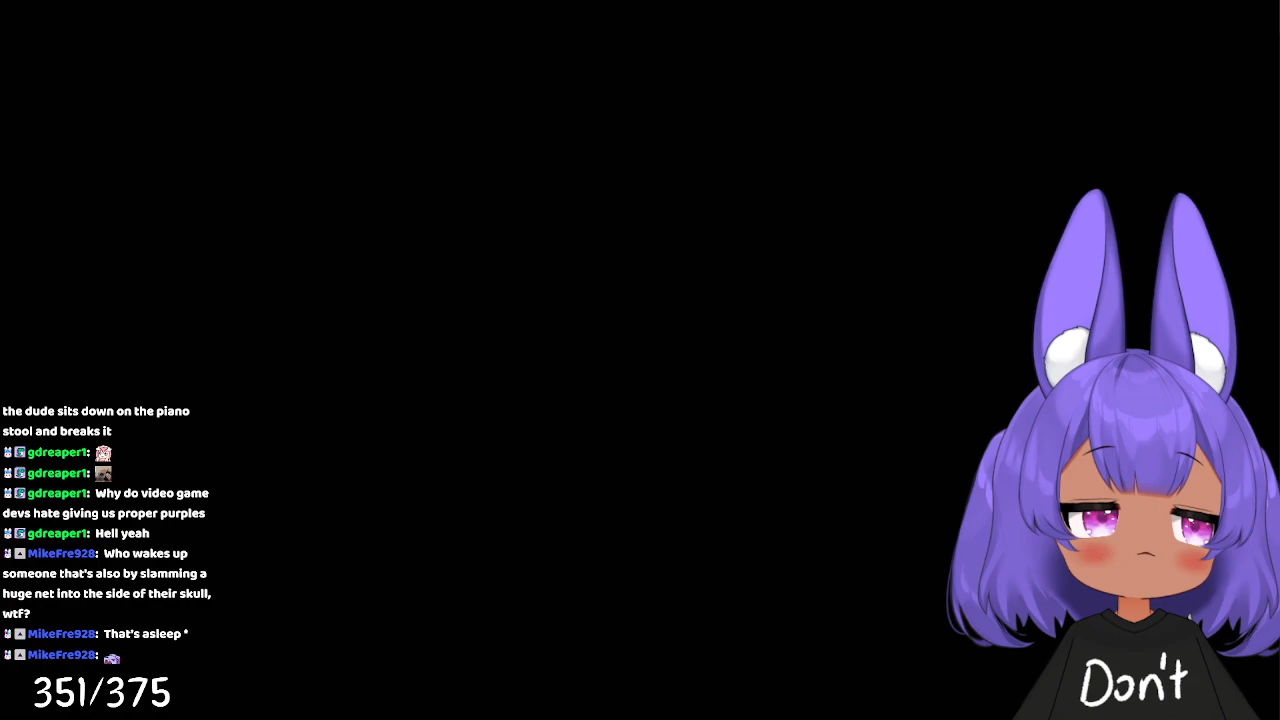 the dude sits down on the piano
stool and breaks it
gdreaper1:
gdreaper1:
gdreaper1: Why do video game
devs hate giving us proper purples
gdreaper1: Hell yeah
MikeFre928: Who wakes up
someone that's also by slamming a
huge net into the side of their skull,
wtf?
MikeFre928: That's asleep *
MikeFre928:
351/375
Don't